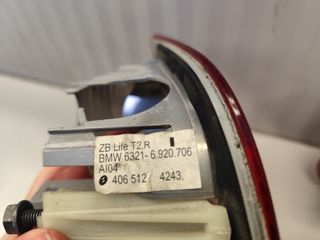 ZB Life T2.R
BMW 6321- 6.920.706
AI04
406 512 4243.